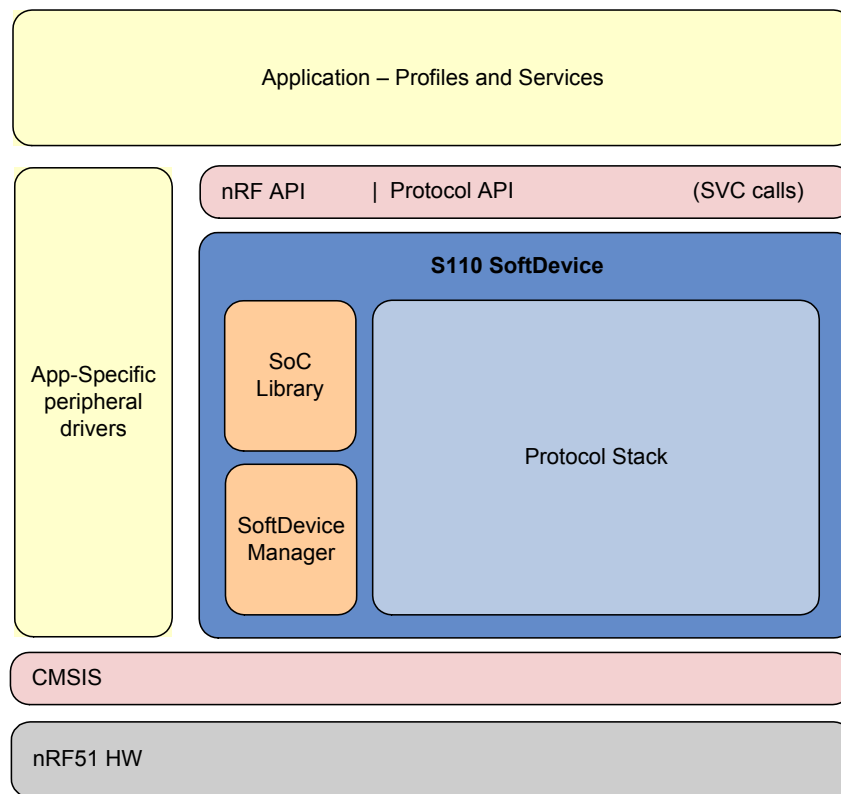 Application – Profiles and Services
nRF API | Protocol API (SVC calls)
S110 SoftDevice
App-Specific
peripheral
drivers
SoC
Library
SoftDevice
Manager
Protocol Stack
CMSIS
nRF51 HW